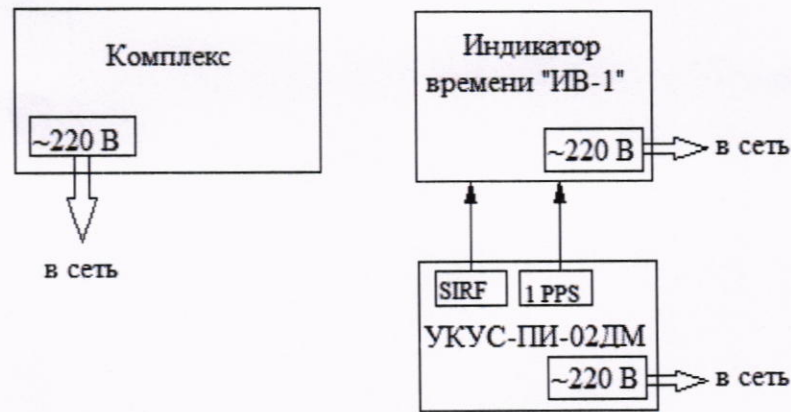 Комплекс
~220 В
в сеть
Индикатор
времени "ИВ-1"
~220 В
в сеть
SIRF
1 PPS
УКУС-ПИ-02ДМ
~220 В
в сеть